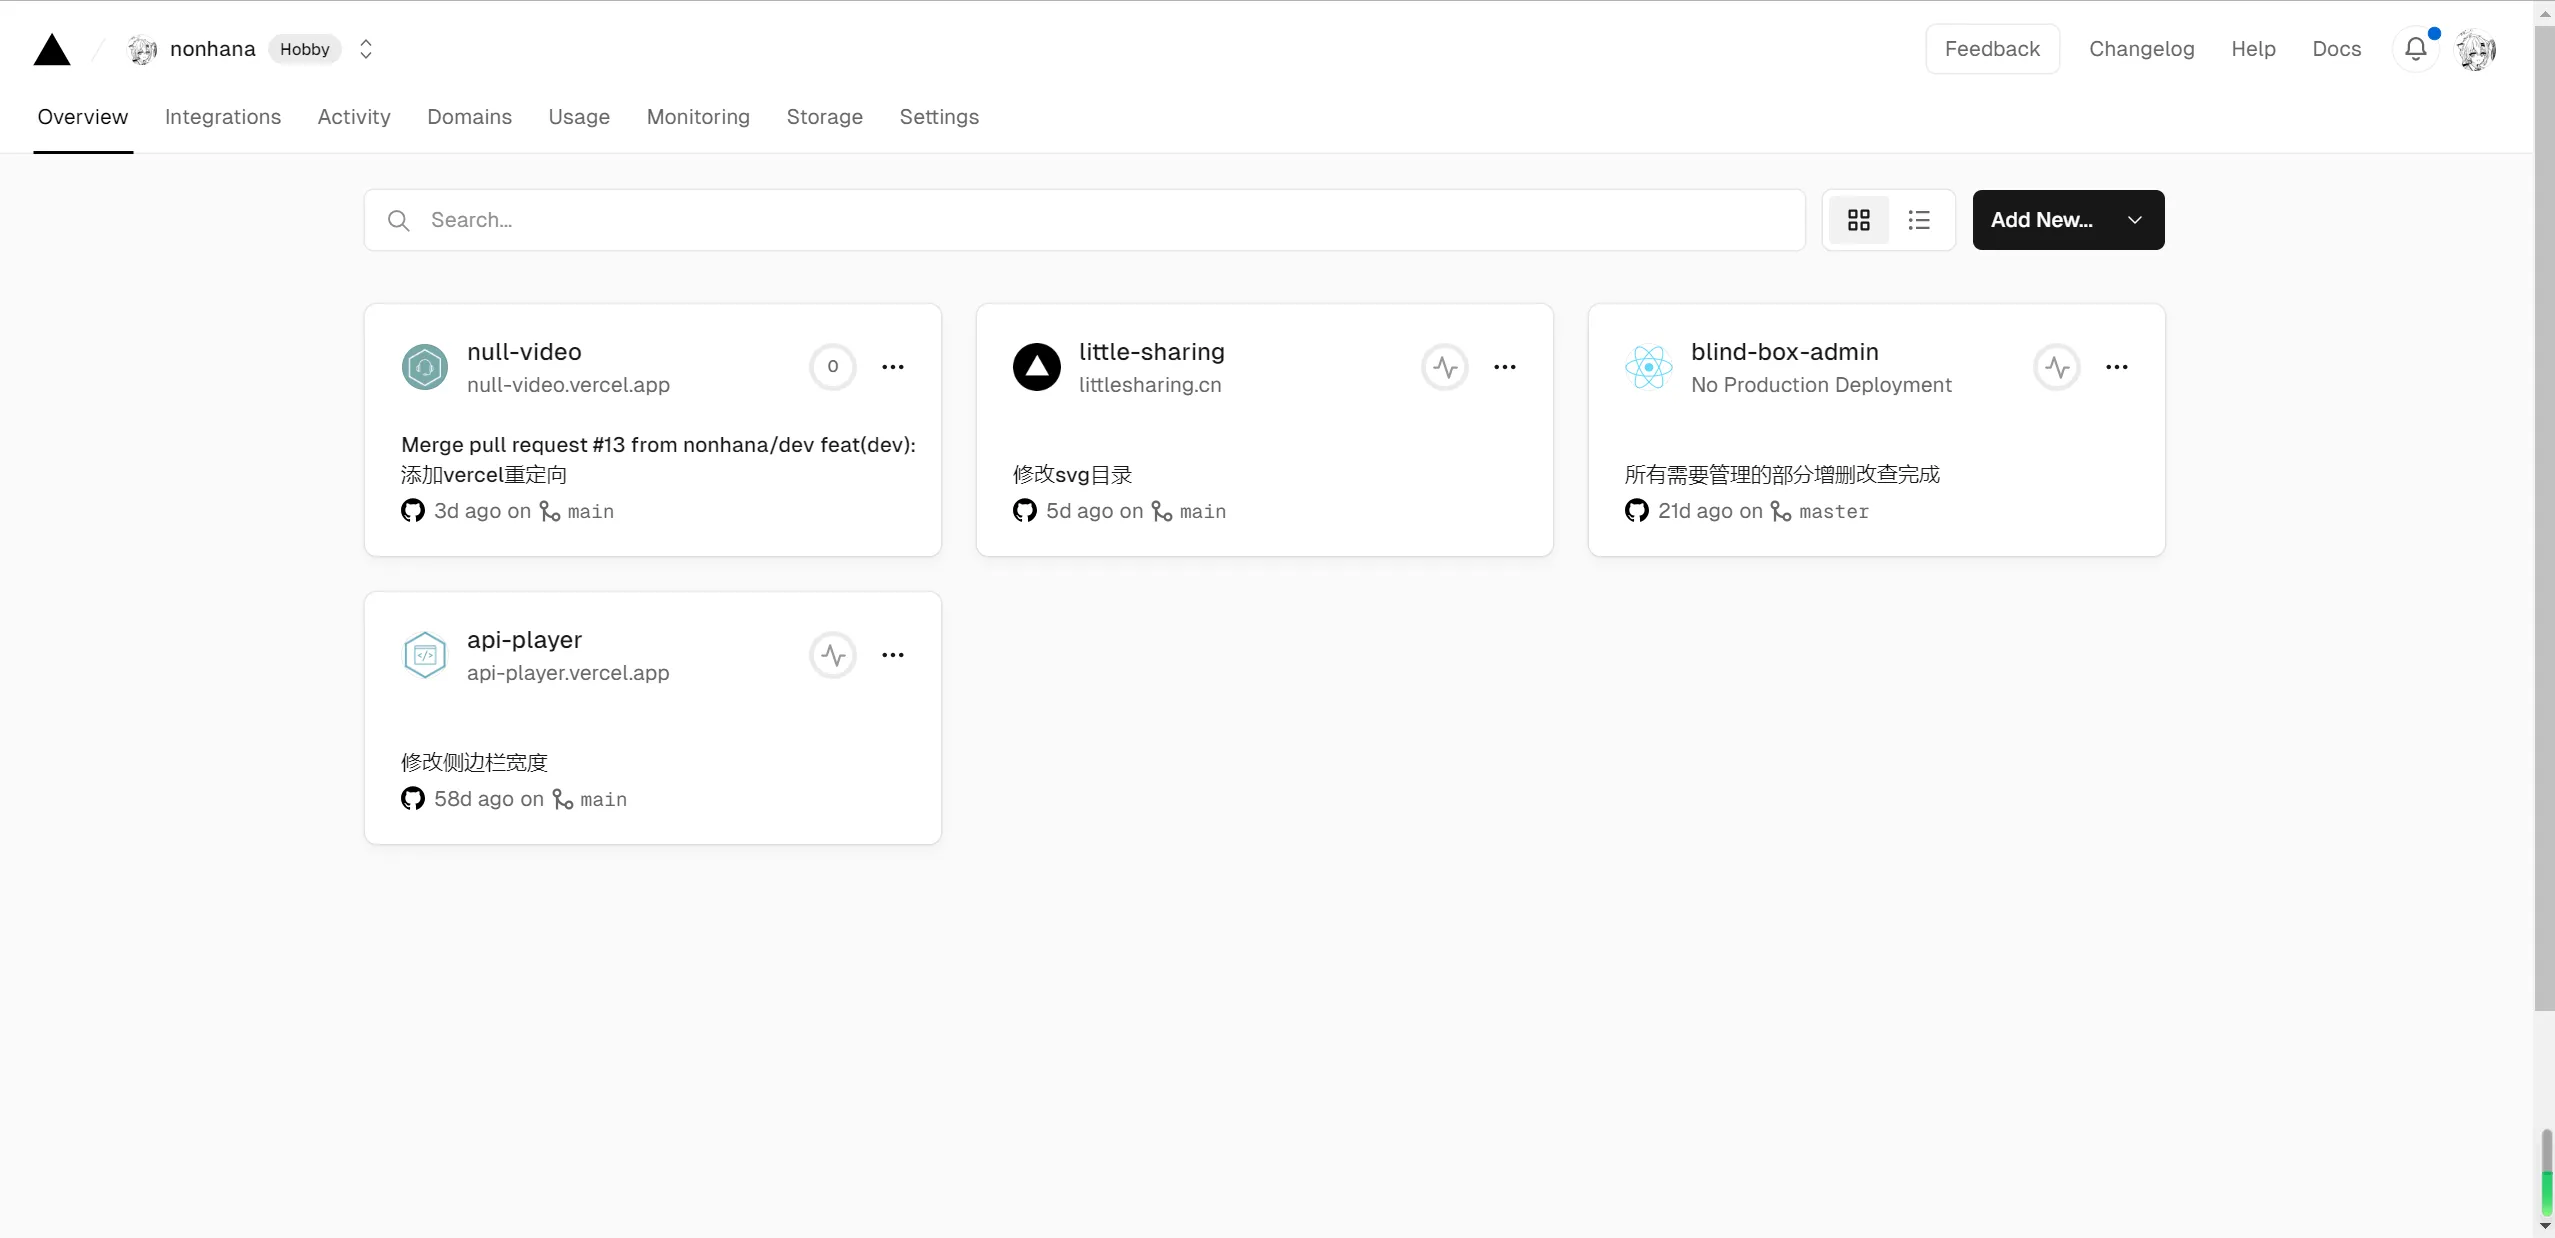 nonhana Hobby Feedback Changelog Help Docs
Overview Integrations Activity Domains Usage Monitoring Storage Settings
Search... Add New...
null-video
null-video.vercel.app
0
Merge pull request #13 from nonhana/dev feat(dev):
添加vercel重定向
3d ago on main
little-sharing
littlesharing.cn
修改svg目录
5d ago on main
blind-box-admin
No Production Deployment
所有需要管理的部分增删改查完成
21d ago on master
api-player
api-player.vercel.app
修改侧边栏宽度
58d ago on main